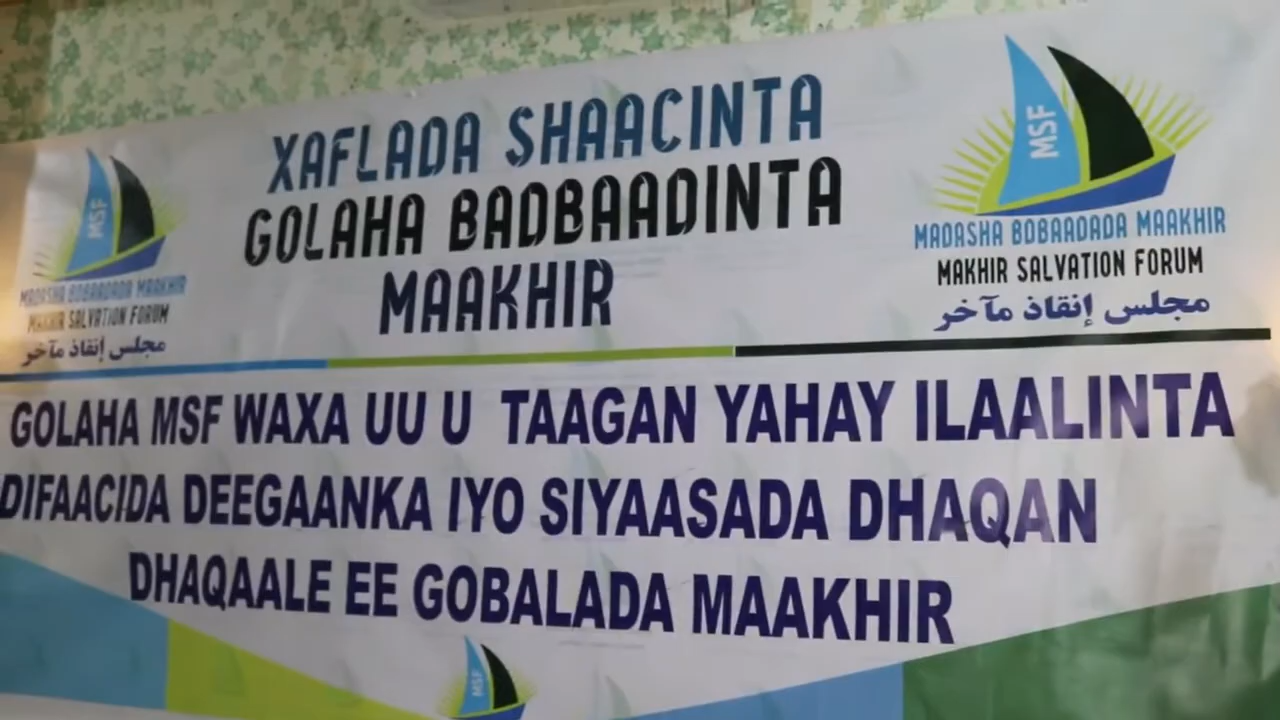 XAFLADA SHAACINTA
GOLAHA BADBAADINTA
MAAKHIR
MSF
MADASHA BOBAADADA MAAKHIR
MAKHIR SALVATION FORUM
مجلس إنقاذ مآخر
MSF
MADASHA BOBAADADA MAAKHIR
MAKHIR SALVATION FORUM
مجلس إنقاذ مآخر
GOLAHA MSF WAXA UU U TAAGAN YAHAY ILAALINTA
DIFAACIDA DEEGAANKA IYO SIYAASADA DHAQAN
DHAQAALE EE GOBALADA MAAKHIR
MSF